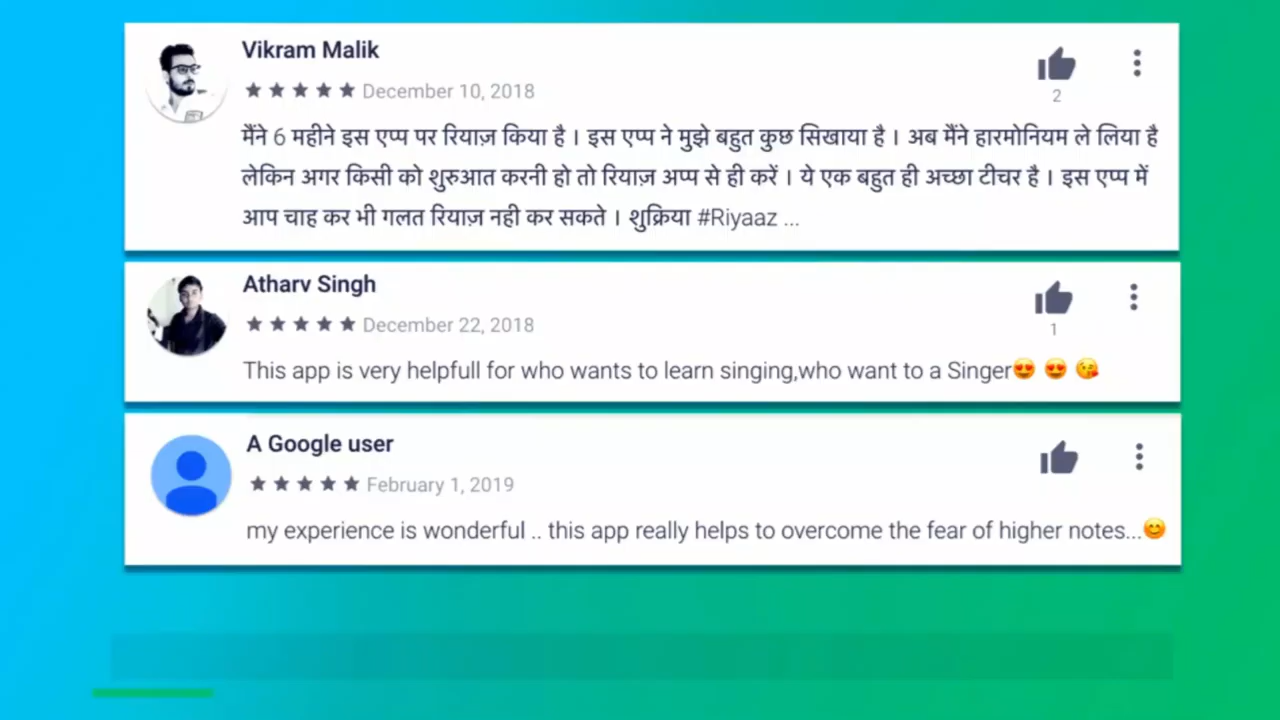 Vikram Malik
★★★★★ December 10, 2018
2
मैंने 6 महीने इस एप्प पर रियाज़ किया है । इस एप्प ने मुझे बहुत कुछ सिखाया है । अब मैंने हारमोनियम ले लिया है
लेकिन अगर किसी को शुरुआत करनी हो तो रियाज़ अप्प से ही करें । ये एक बहुत ही अच्छा टीचर है । इस एप्प में
आप चाह कर भी गलत रियाज़ नही कर सकते । शुक्रिया #Riyaaz ...
Atharv Singh
★★★★★ December 22, 2018
1
This app is very helpfull for who wants to learn singing,who want to a Singer😍 😍 😘
A Google user
★★★★★ February 1, 2019
my experience is wonderful .. this app really helps to overcome the fear of higher notes...😊